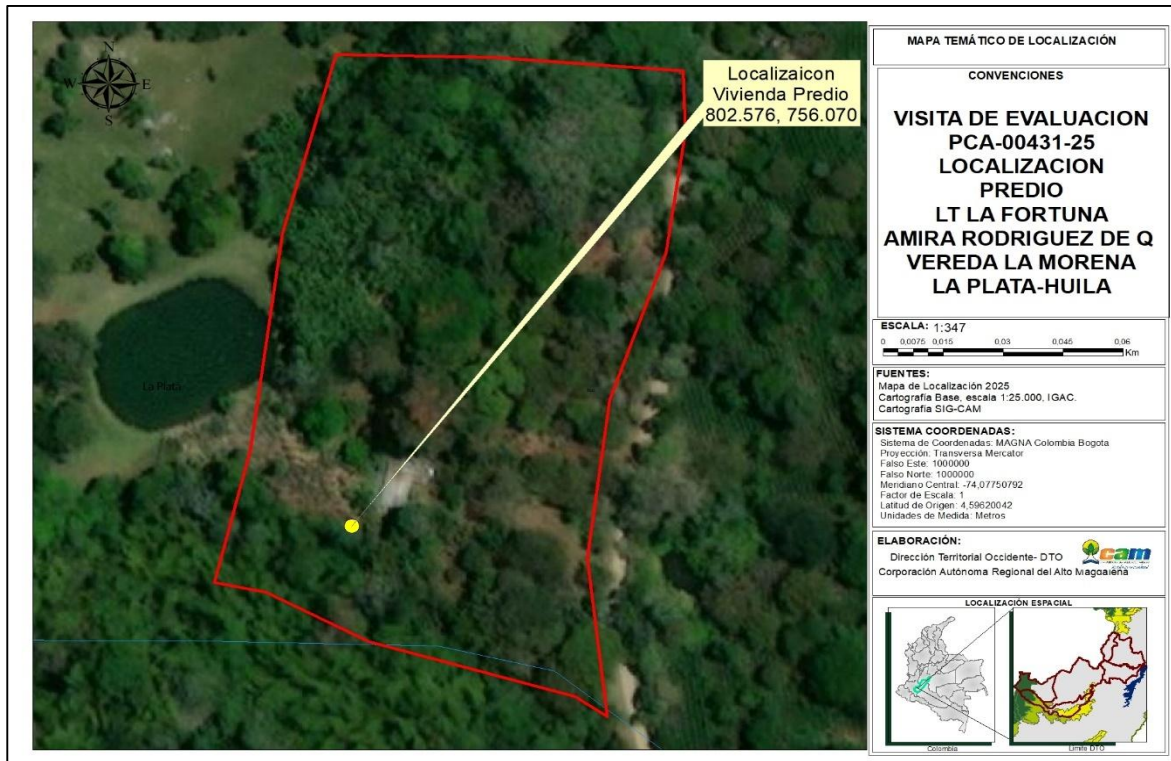 N
W E
S
Localizaicon
Vivienda Predio
802.576, 756.070
La Plata
MAPA TEMÁTICO DE LOCALIZACIÓN
CONVENCIONES
VISITA DE EVALUACION
PCA-00431-25
LOCALIZACION
PREDIO
LT LA FORTUNA
AMIRA RODRIGUEZ DE Q
VEREDA LA MORENA
LA PLATA-HUILA
ESCALA: 1:347
0 0,0075 0,015 0,03 0,045 0,06
Km
FUENTES:
Mapa de Localización 2025
Cartografía Base, escala 1:25.000, IGAC.
Cartografía SIG-CAM
SISTEMA COORDENADAS:
Sistema de Coordenadas: MAGNA Colombia Bogota
Proyección: Transversa Mercator
Falso Este: 1000000
Falso Norte: 1000000
Meridiano Central: -74,07750792
Factor de Escala: 1
Latitud de Origen: 4,59620042
Unidades de Medida: Metros
ELABORACIÓN:
Dirección Territorial Occidente- DTO
cam
Corporación Autónoma Regional del Alto Magdalena
LOCALIZACIÓN ESPACIAL
Colombia
Limite DTO